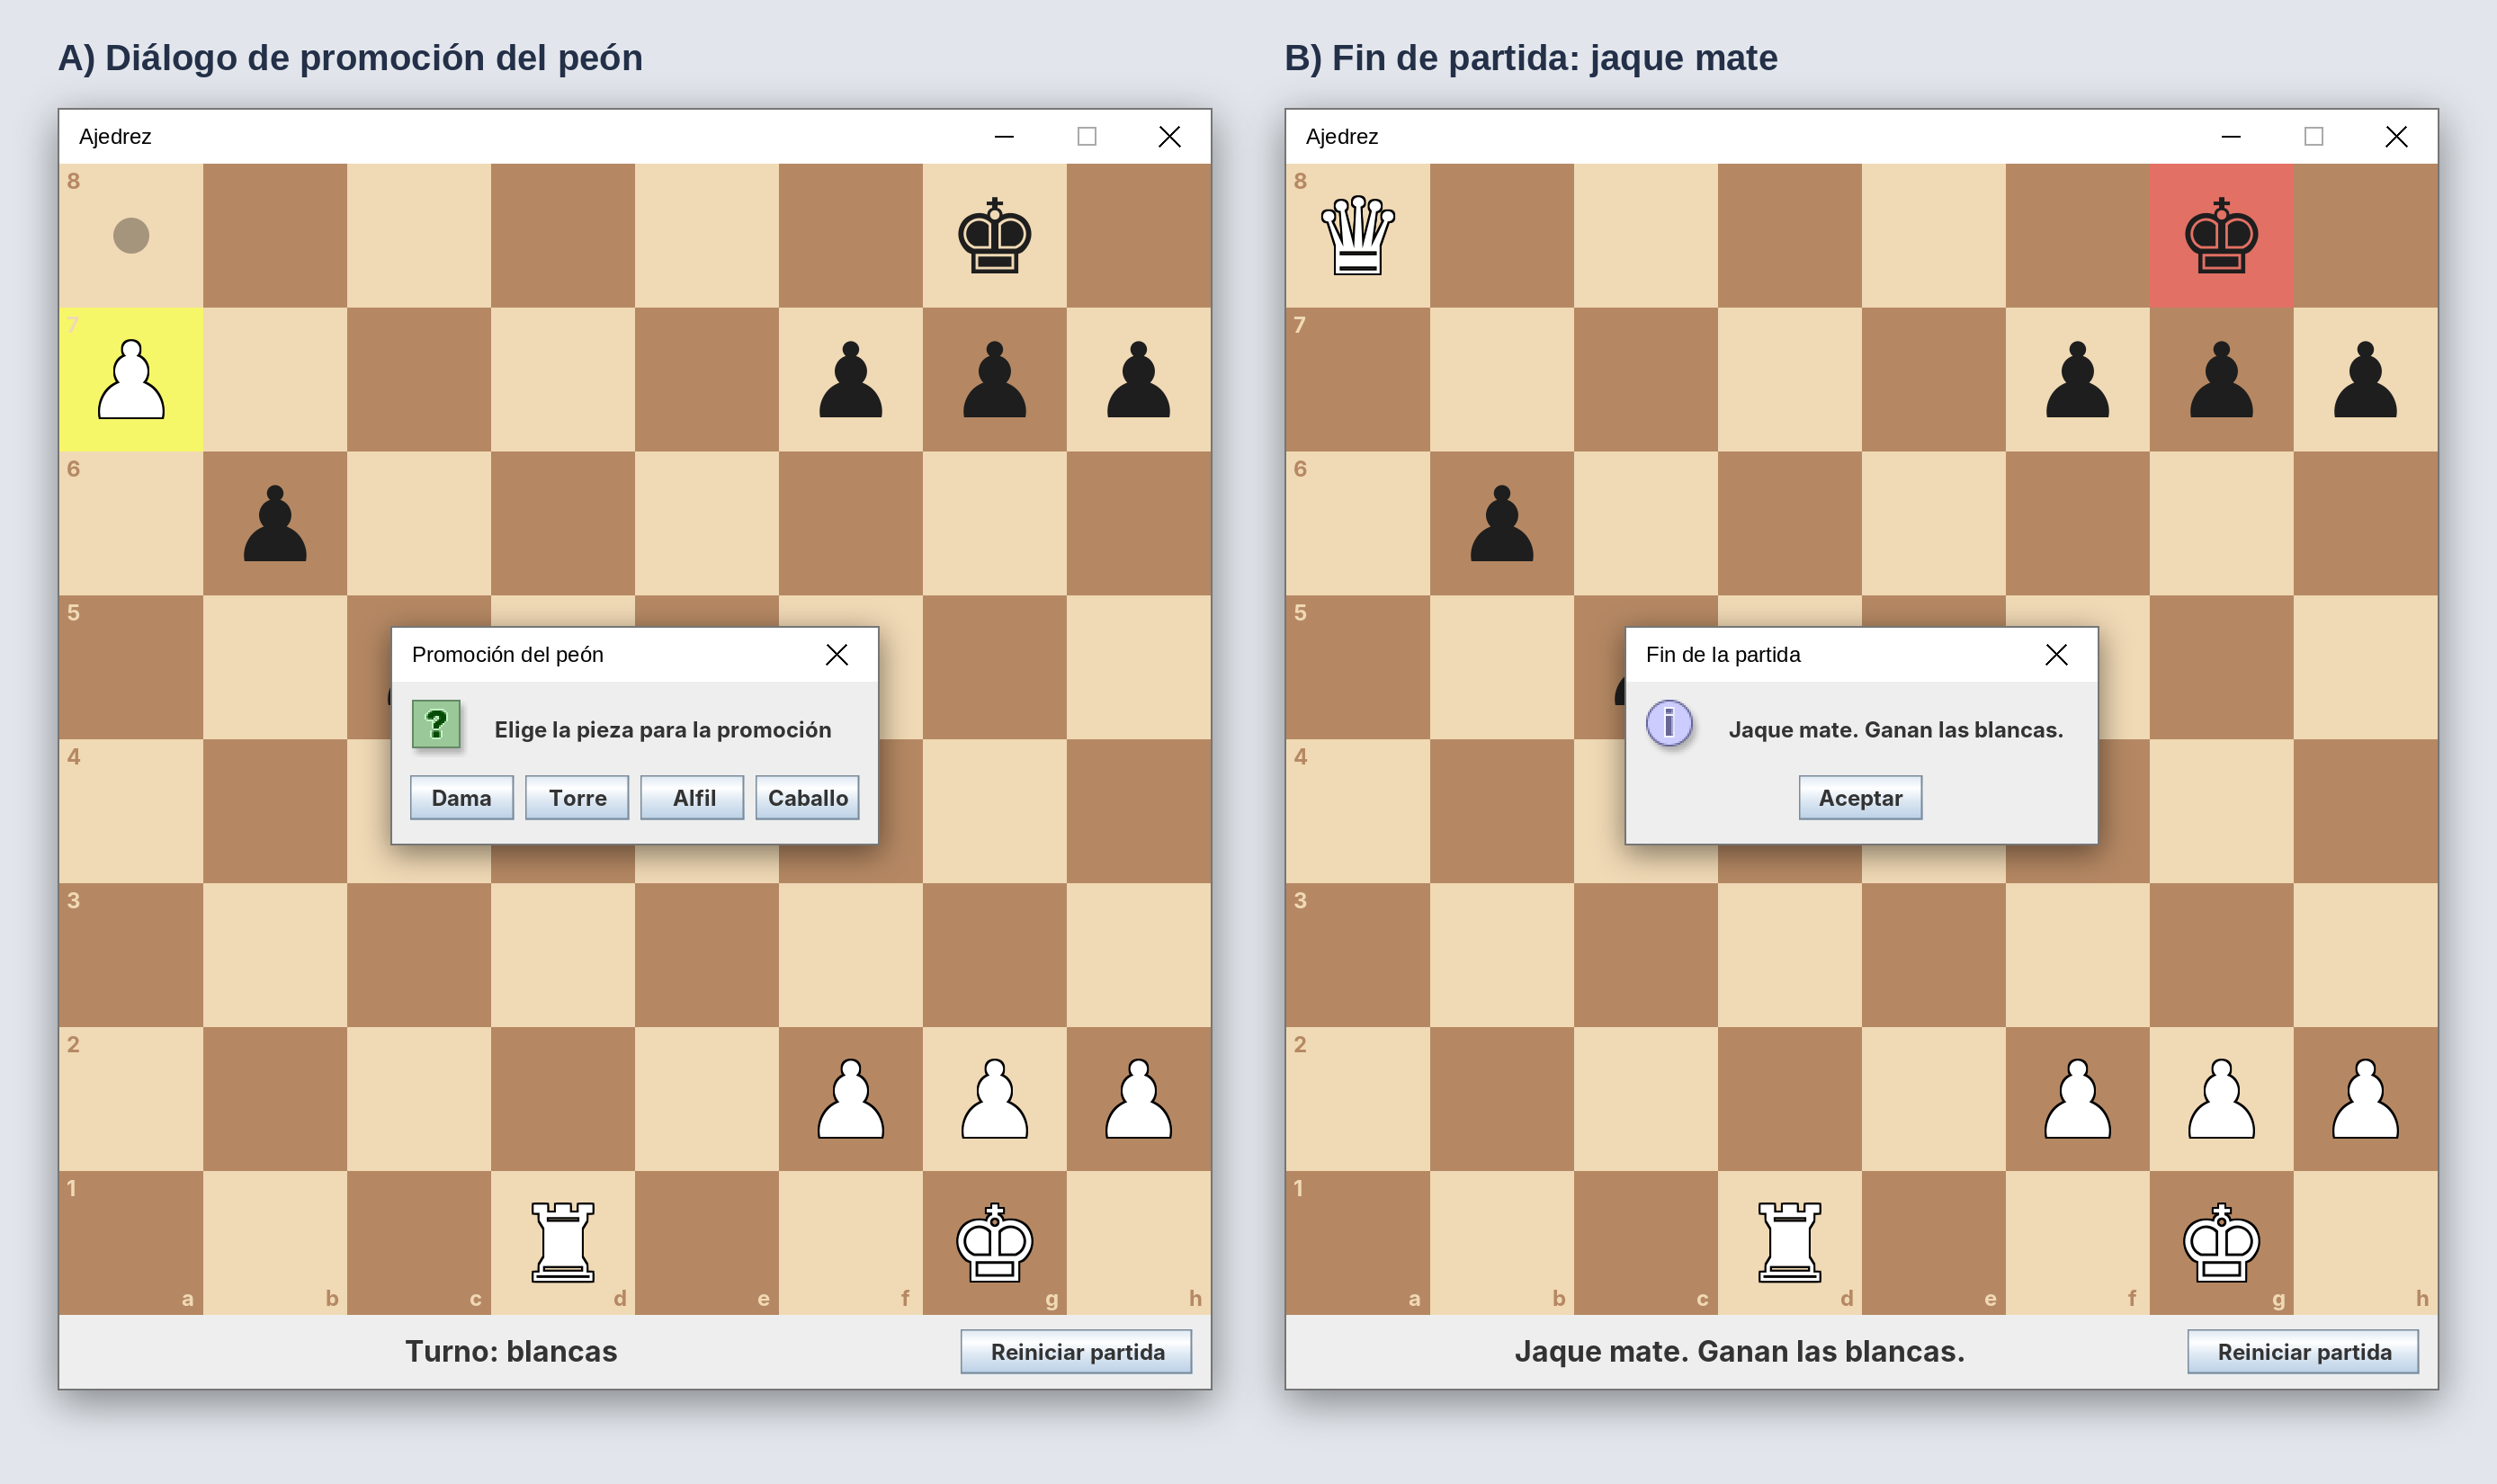 A) Diálogo de promoción del peón
Ajedrez
8
7
6
5
Promoción del peón
?
Elige la pieza para la promoción
4
Dama Torre Alfil Caballo
3
2
1
a b c d e f g h
Turno: blancas Reiniciar partida
B) Fin de partida: jaque mate
Ajedrez
8
7
6
5
Fin de la partida
i
Jaque mate. Ganan las blancas.
4
Aceptar
3
2
1
a b c d e f g h
Jaque mate. Ganan las blancas. Reiniciar partida